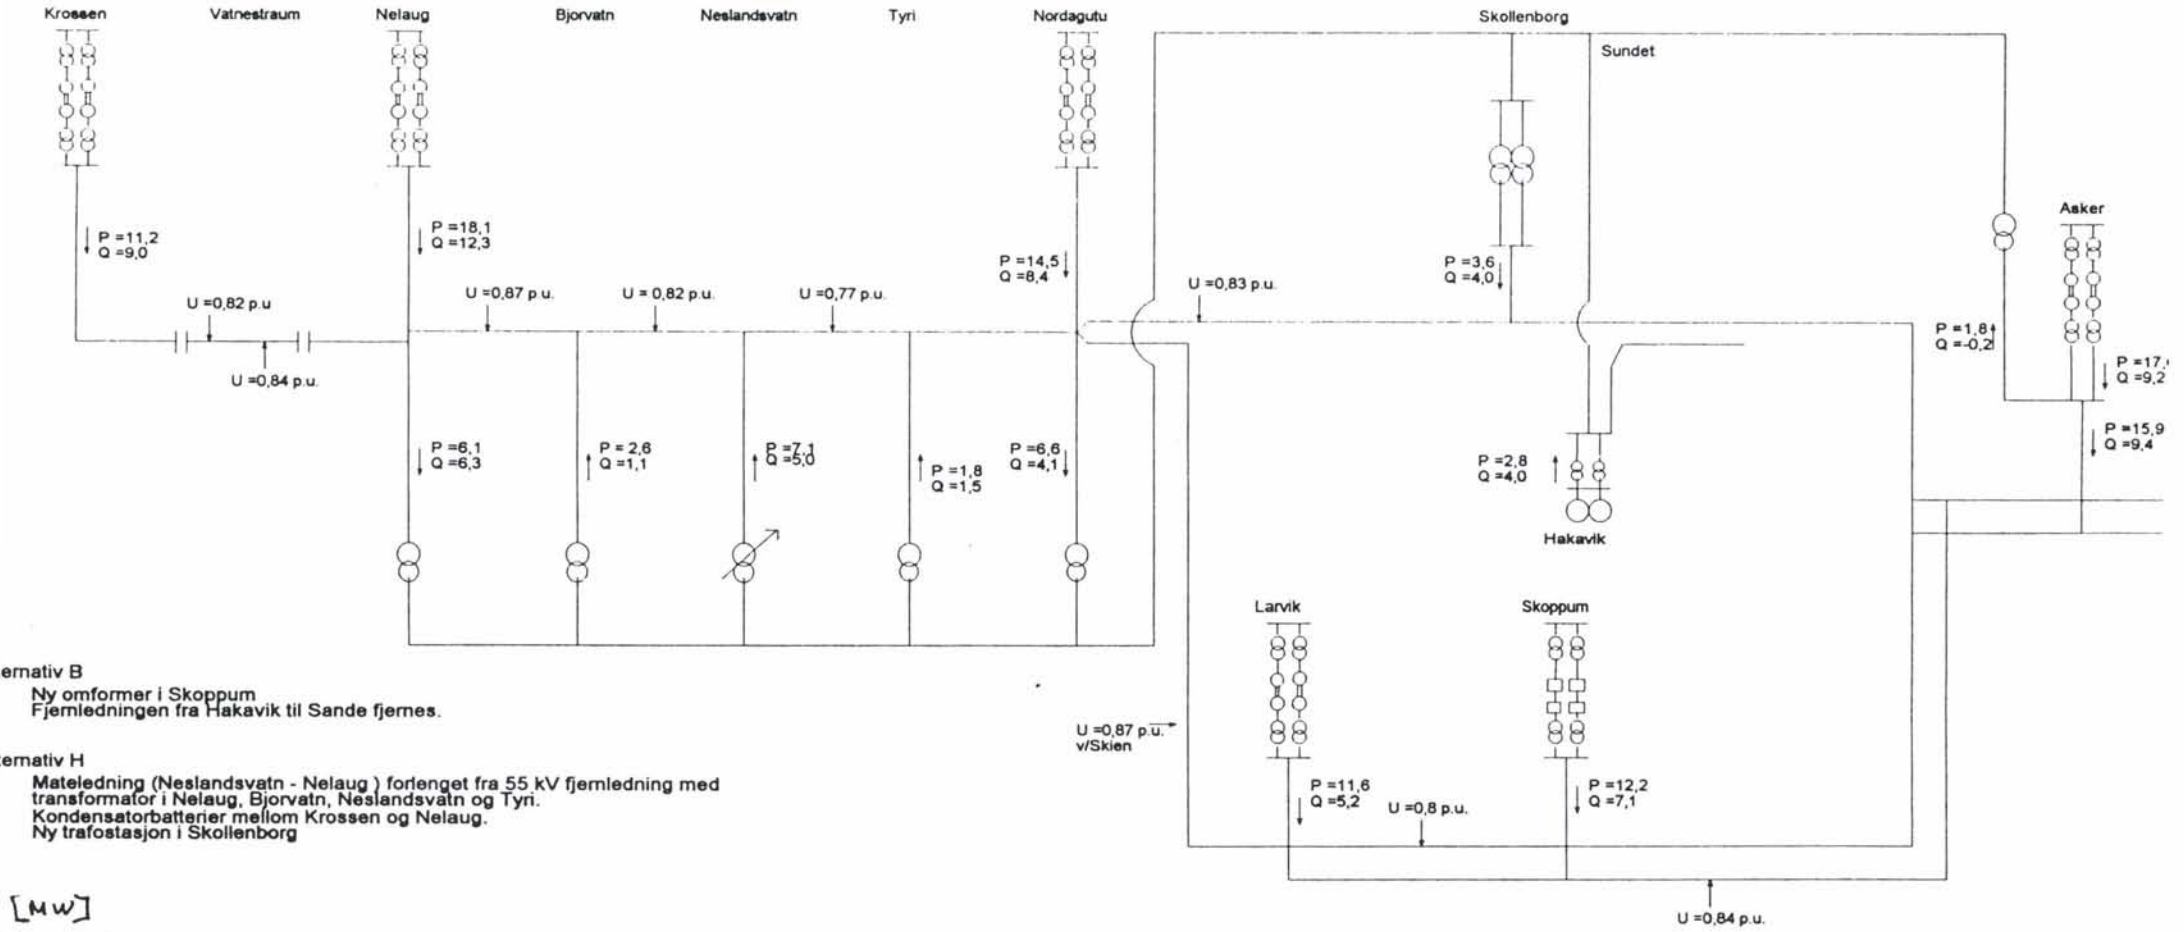 Krossen Vatnestraum Nelaug Bjorvatn Neslandsvatn Tyri Nordagutu Skollenborg
Sundet
Asker
P =11,2
Q =9,0
P =18,1
Q =12,3
P =14,5
Q =8,4
P =3,6
Q =4,0
U =0,82 p.u
U =0,87 p.u.
U = 0,82 p.u.
U =0,77 p.u.
U =0,83 p.u.
P =1,8
Q =-0,2
U =0,84 p.u.
P =17,
Q =9,2
P =15,9
Q =9,4
P =6,1
Q =6,3
P = 2,6
Q =1,1
P =7,1
Q =5,0
P =1,8
Q =1,5
P =6,6
Q =4,1
P =2,8
Q =4,0
Hakavik
Larvik
Skoppum
ernativ B
Ny omformer i Skoppum
Fjernledningen fra Hakavik til Sande fjernes.
U =0,87 p.u.
v/Skien
ternativ H
Mateledning (Neslandsvatn - Nelaug ) forlenget fra 55 kV fjernledning med
transformator i Nelaug, Bjorvatn, Neslandsvatn og Tyri.
Kondensatorbatterier mellom Krossen og Nelaug.
Ny trafostasjon i Skollenborg
P =11,6
Q =5,2
U =0,8 p.u.
P =12,2
Q =7,1
[MW]
U =0,84 p.u.